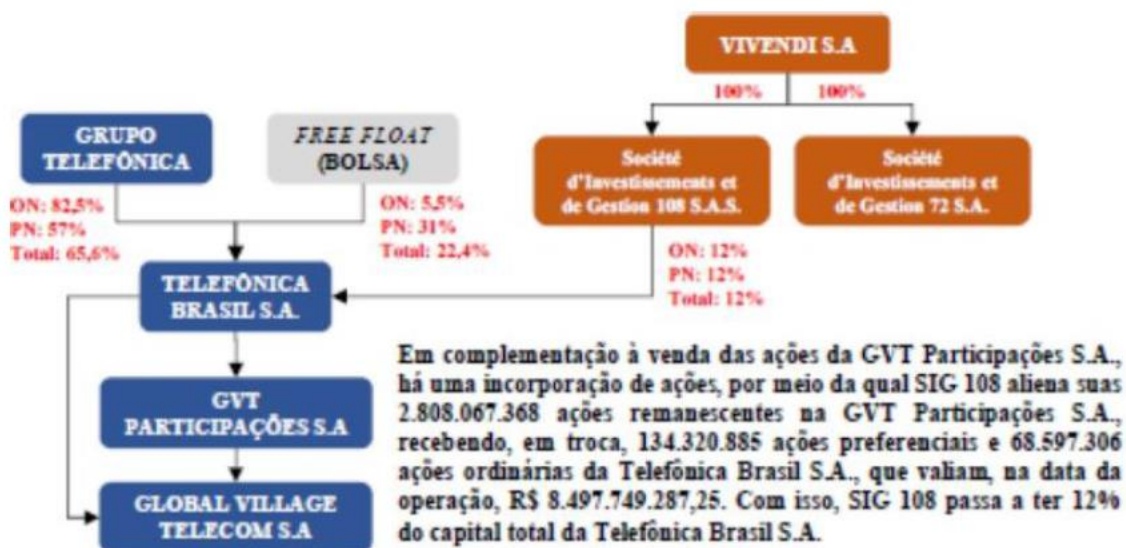 VIVENDI S.A
100%
100%
GRUPO
TELEFÔNICA
FREE FLOAT
(BOLSA)
Société
d'Investissements et
de Gestion 108 S.A.S.
Société
d'Investissements et
de Gestion 72 S.A.
ON: 82,5%
PN: 57%
Total: 65,6%
ON: 5,5%
PN: 31%
Total: 22,4%
ON: 12%
PN: 12%
Total: 12%
TELEFÔNICA
BRASIL S.A.
GVT
PARTICIPAÇÕES S.A
GLOBAL VILLAGE
TELECOM S.A
Em complementação à venda das ações da GVT Participações S.A.,
há uma incorporação de ações, por meio da qual SIG 108 aliena suas
2.808.067.368 ações remanescentes na GVT Participações S.A.,
recebendo, em troca, 134.320.885 ações preferenciais e 68.597.306
ações ordinárias da Telefônica Brasil S.A., que valiam, na data da
operação, R$ 8.497.749.287,25. Com isso, SIG 108 passa a ter 12%
do capital total da Telefônica Brasil S.A.